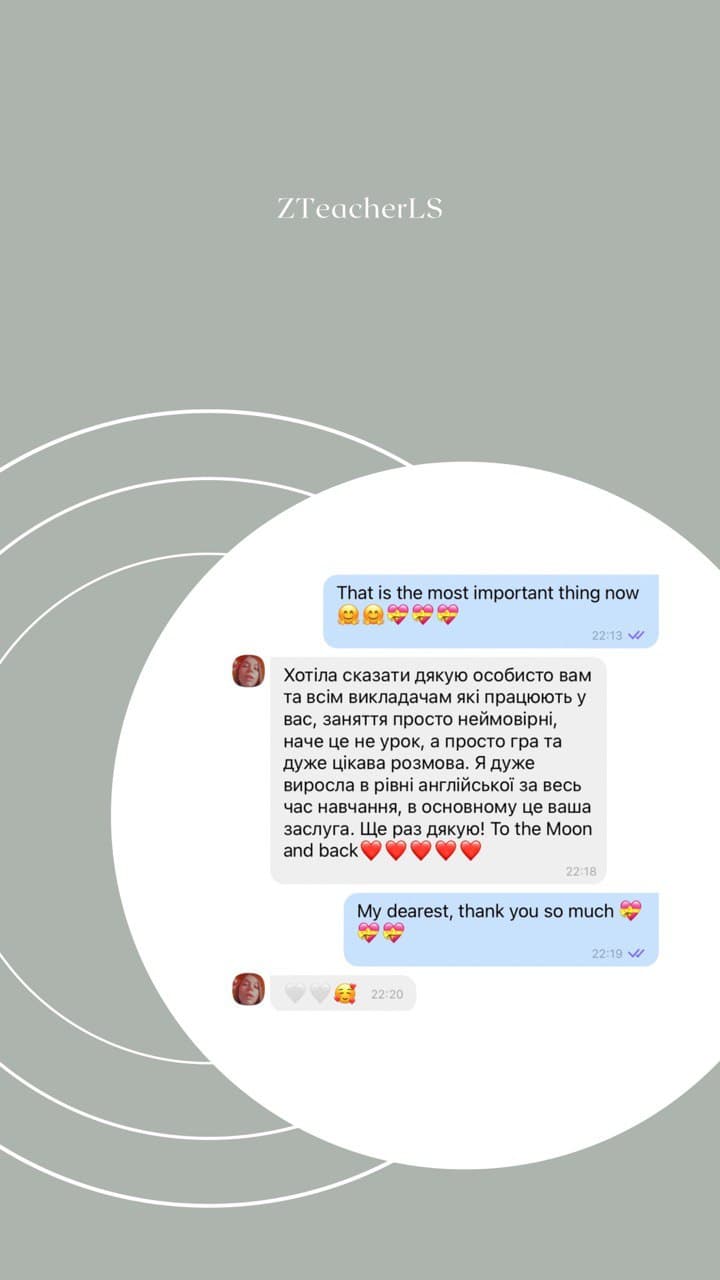 ZTeacherLS
That is the most important thing now
🤗🤗💝💝💝
22:13
Хотіла сказати дякую особисто вам
та всім викладачам які працюють у
вас, заняття просто неймовірні,
наче це не урок, а просто гра та
дуже цікава розмова. Я дуже
виросла в рівні англійської за весь
час навчання, в основному це ваша
заслуга. Ще раз дякую! To the Moon
and back❤️❤️❤️❤️❤️
22:18
My dearest, thank you so much 💝
💝💝
22:19
🤍🤍🥰 22:20